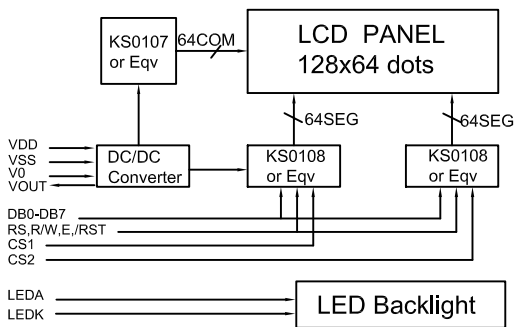 KS0107
or Eqv
64COM
LCD PANEL
128x64 dots
64SEG
64SEG
VDD
VSS
V0
VOUT
DC/DC
Converter
KS0108
or Eqv
KS0108
or Eqv
DB0-DB7
RS,R/W,E,/RST
CS1
CS2
LEDA
LEDK
LED Backlight